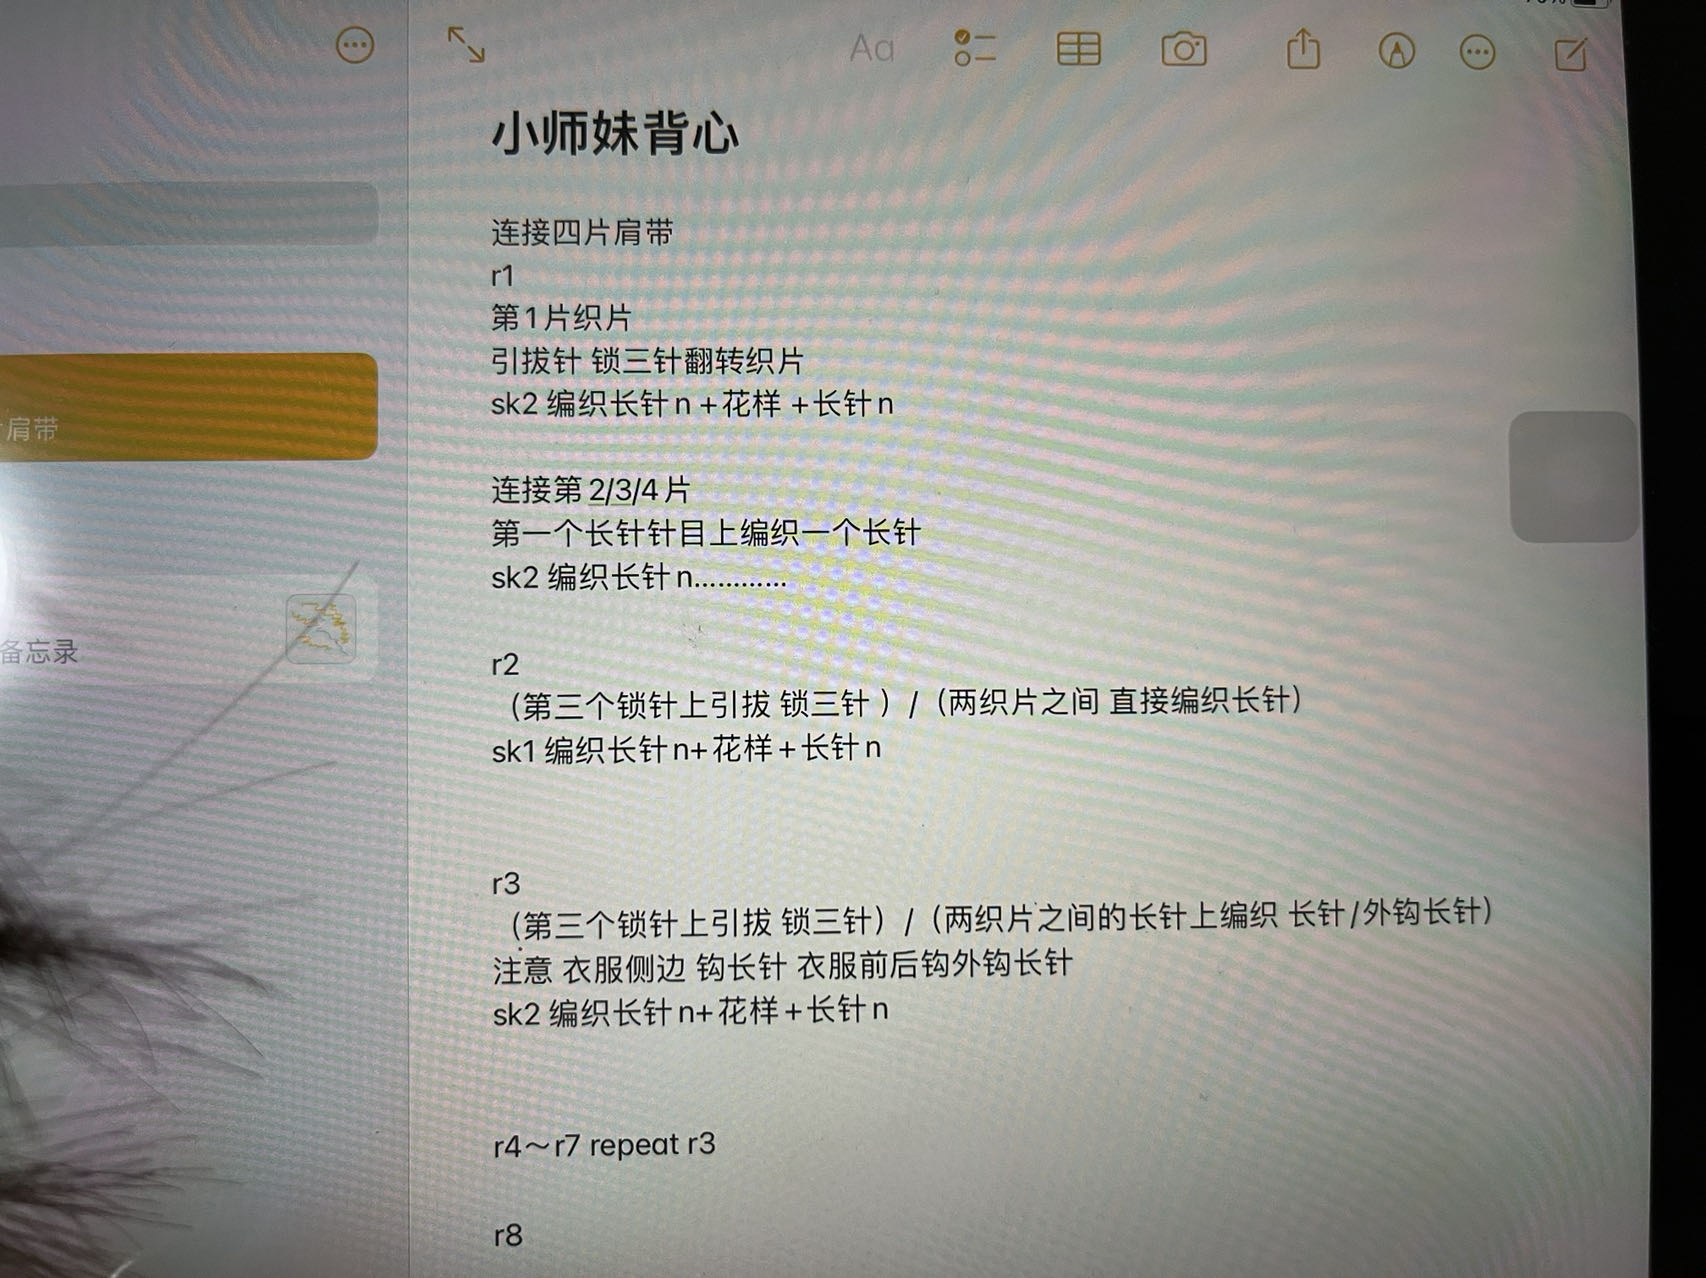 肩带
备忘录
Aa
小师妹背心
连接四片肩带
r1
第1片织片
引拔针 锁三针翻转织片
sk2 编织长针n +花样 +长针n
连接第 2/3/4 片
第一个长针针目上编织一个长针
sk2 编织长针n…………
r2
（第三个锁针上引拔 锁三针 ）/（两织片之间 直接编织长针）
sk1 编织长针n+花样＋长针n
r3
（第三个锁针上引拔 锁三针）/（两织片之间的长针上编织 长针/外钩长针）
注意 衣服侧边 钩长针 衣服前后钩外钩长针
sk2 编织长针n+花样＋长针n
r4～r7 repeat r3
r8